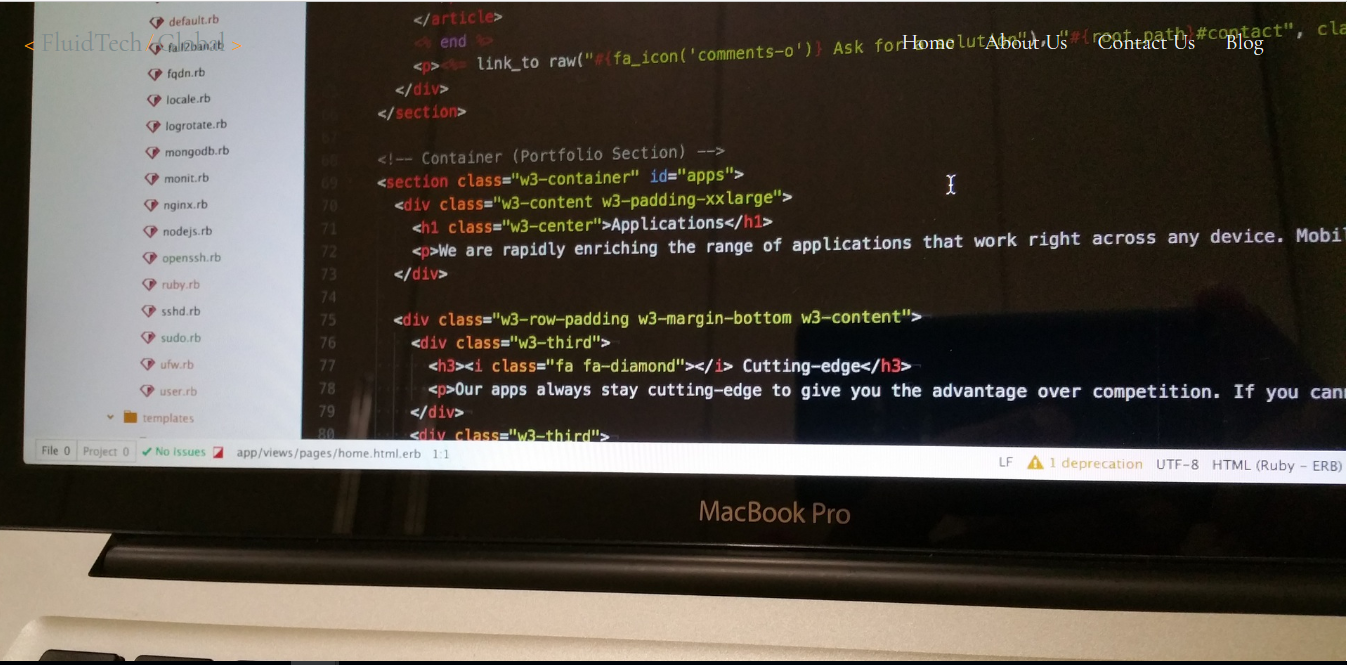 < FluidTech / Global >
Home About Us Contact Us Blog
default.rb
fail2ban.rb
fqdn.rb
locale.rb
logrotate.rb
mongodb.rb
monit.rb
nginx.rb
nodejs.rb
openssh.rb
ruby.rb
sshd.rb
sudo.rb
ufw.rb
user.rb
templates
</article>
<% end %>
<p><%= link_to raw("#{fa_icon('comments-o')} Ask for a solution"), "#{root_path}#contact", cla
</div>
</section>
67
68 <!-- Container (Portfolio Section) -->
69 <section class="w3-container" id="apps">
70 <div class="w3-content w3-padding-xxlarge">
71 <h1 class="w3-center">Applications</h1>
72 <p>We are rapidly enriching the range of applications that work right across any device. Mobil
73 </div>
74
75 <div class="w3-row-padding w3-margin-bottom w3-content">
76 <div class="w3-third">
77 <h3><i class="fa fa-diamond"></i> Cutting-edge</h3>
78 <p>Our apps always stay cutting-edge to give you the advantage over competition. If you cann
79 </div>
80 <div class="w3-third">
File 0 Project 0 No Issues app/views/pages/home.html.erb 1:1 LF 1 deprecation UTF-8 HTML (Ruby - ERB)
MacBook Pro